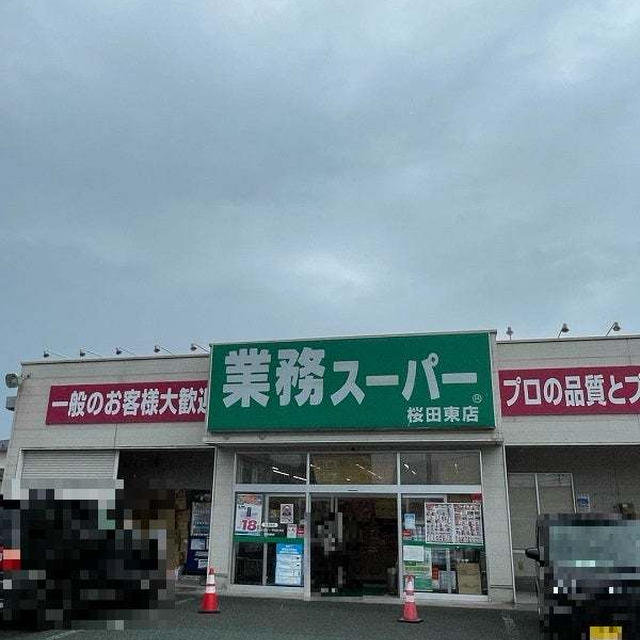 一般のお客様大歓迎
業務スーパー
®
桜田東店
プロの品質とプ
18